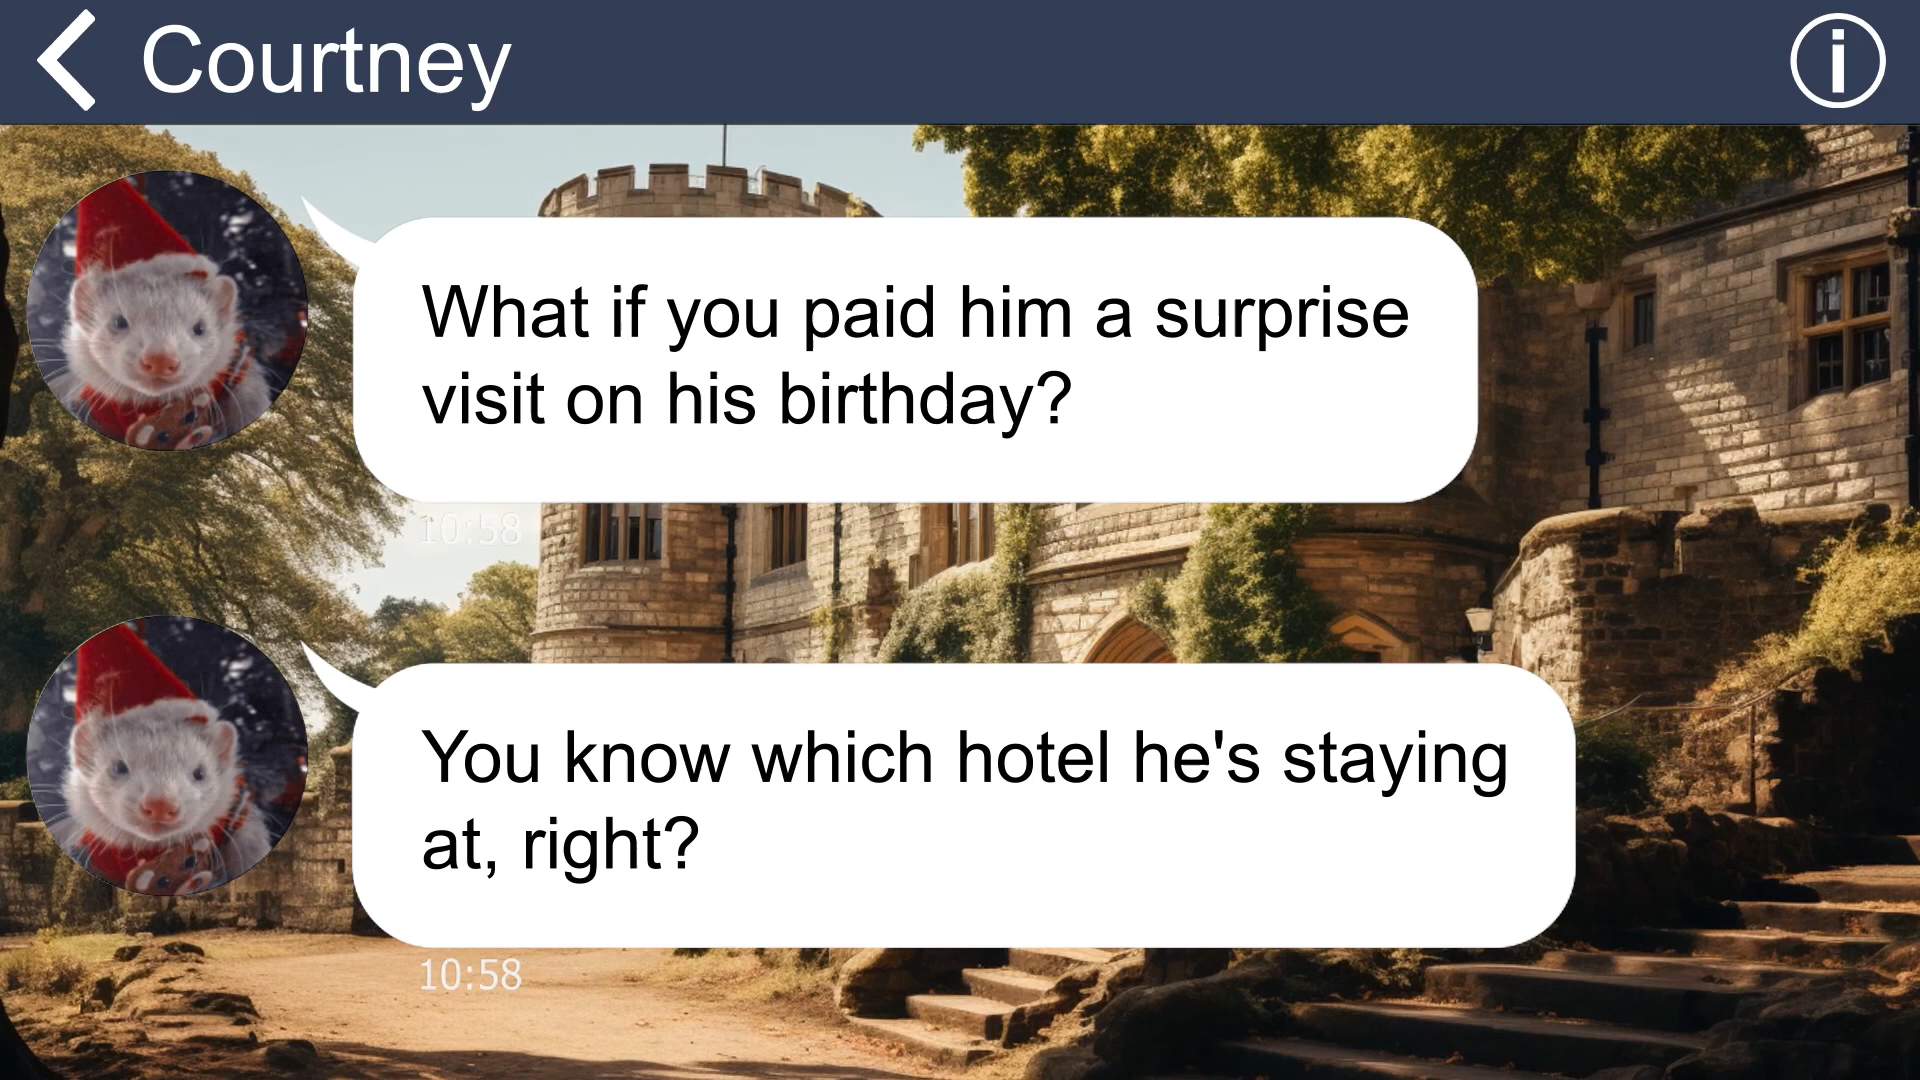 Courtney
What if you paid him a surprise
visit on his birthday?
10:58
You know which hotel he's staying
at, right?
10:58